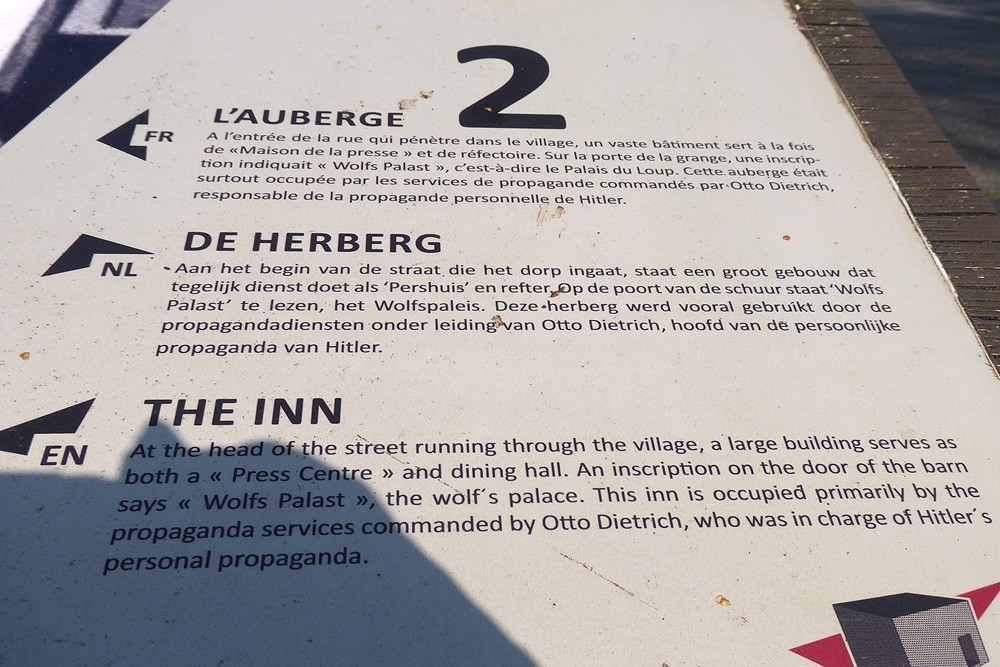 2
L'AUBERGE
FR
A l'entrée de la rue qui pénètre dans le village, un vaste bâtiment sert à la fois
de «Maison de la presse » et de réfectoire. Sur la porte de la grange, une inscrip-
tion indiquait « Wolfs Palast », c'est-à-dire le Palais du Loup. Cette auberge était
surtout occupée par les services de propagande commandés par Otto Dietrich,
responsable de la propagande personnelle de Hitler.
DE HERBERG
NL
Aan het begin van de straat die het dorp ingaat, staat een groot gebouw dat
tegelijk dienst doet als 'Pershuis' en refter. Op de poort van de schuur staat 'Wolfs
Palast' te lezen, het Wolfspaleis. Deze herberg werd vooral gebruikt door de
propagandadiensten onder leiding van Otto Dietrich, hoofd van de persoonlijke
propaganda van Hitler.
THE INN
EN
At the head of the street running through the village, a large building serves as
both a « Press Centre » and dining hall. An inscription on the door of the barn
says « Wolfs Palast », the wolf´s palace. This inn is occupied primarily by the
propaganda services commanded by Otto Dietrich, who was in charge of Hitler´s
personal propaganda.